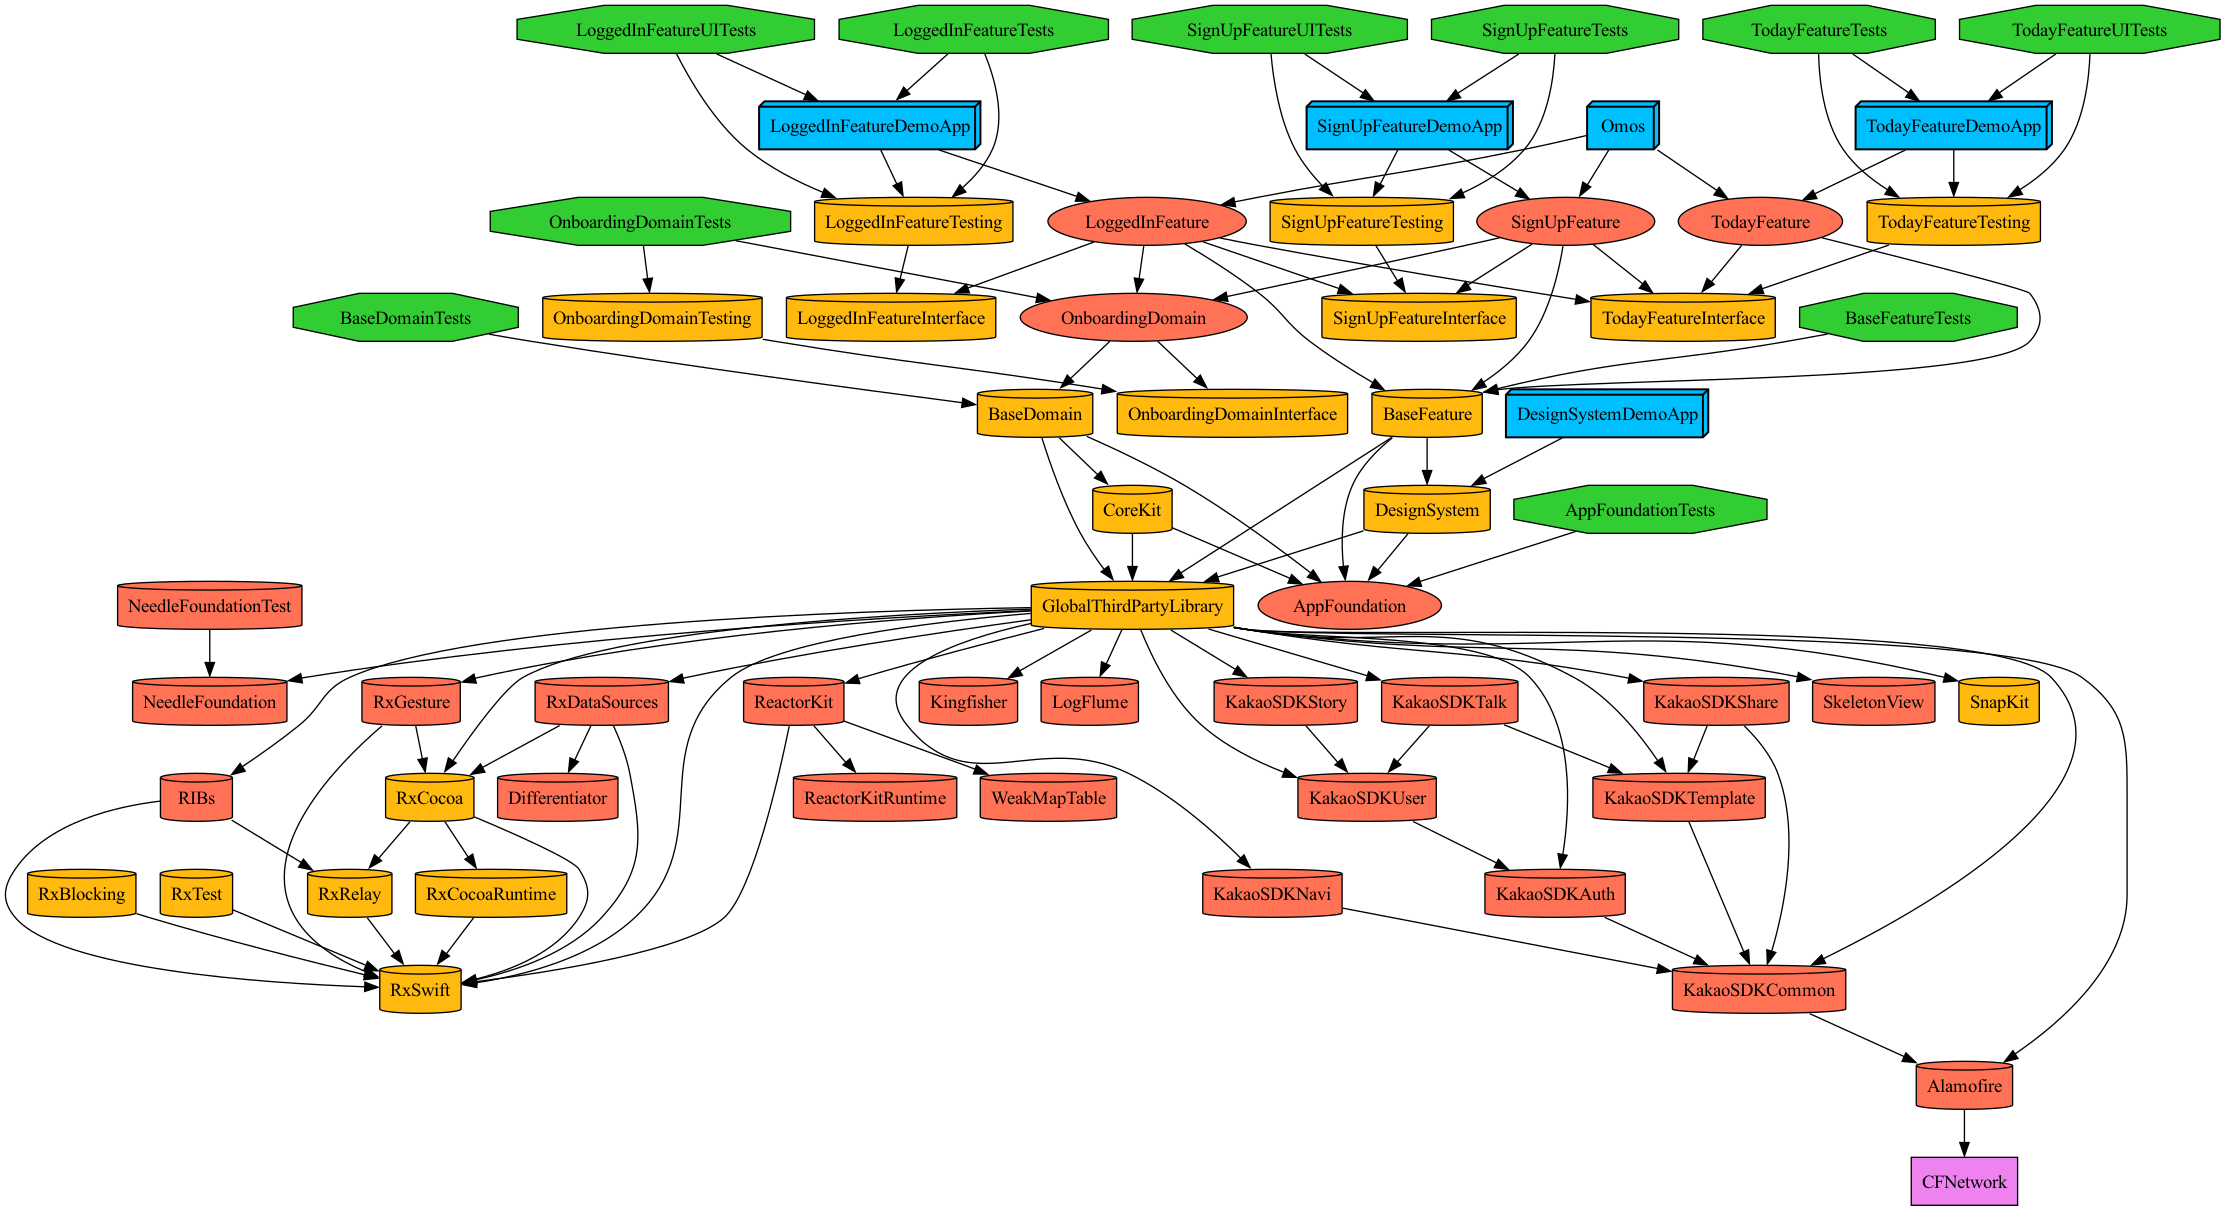 LoggedInFeatureUITests
LoggedInFeatureTests
SignUpFeatureUITests
SignUpFeatureTests
TodayFeatureTests
TodayFeatureUITests
LoggedInFeatureDemoApp
SignUpFeatureDemoApp
Omos
TodayFeatureDemoApp
OnboardingDomainTests
LoggedInFeatureTesting
LoggedInFeature
SignUpFeatureTesting
SignUpFeature
TodayFeature
TodayFeatureTesting
BaseDomainTests
OnboardingDomainTesting
LoggedInFeatureInterface
OnboardingDomain
SignUpFeatureInterface
TodayFeatureInterface
BaseFeatureTests
BaseDomain
OnboardingDomainInterface
BaseFeature
DesignSystemDemoApp
CoreKit
DesignSystem
AppFoundationTests
NeedleFoundationTest
GlobalThirdPartyLibrary
AppFoundation
NeedleFoundation
RxGesture
RxDataSources
ReactorKit
Kingfisher
LogFlume
KakaoSDKStory
KakaoSDKTalk
KakaoSDKShare
SkeletonView
SnapKit
RIBs
RxCocoa
Differentiator
ReactorKitRuntime
WeakMapTable
KakaoSDKUser
KakaoSDKTemplate
RxBlocking
RxTest
RxRelay
RxCocoaRuntime
KakaoSDKNavi
KakaoSDKAuth
RxSwift
KakaoSDKCommon
Alamofire
CFNetwork